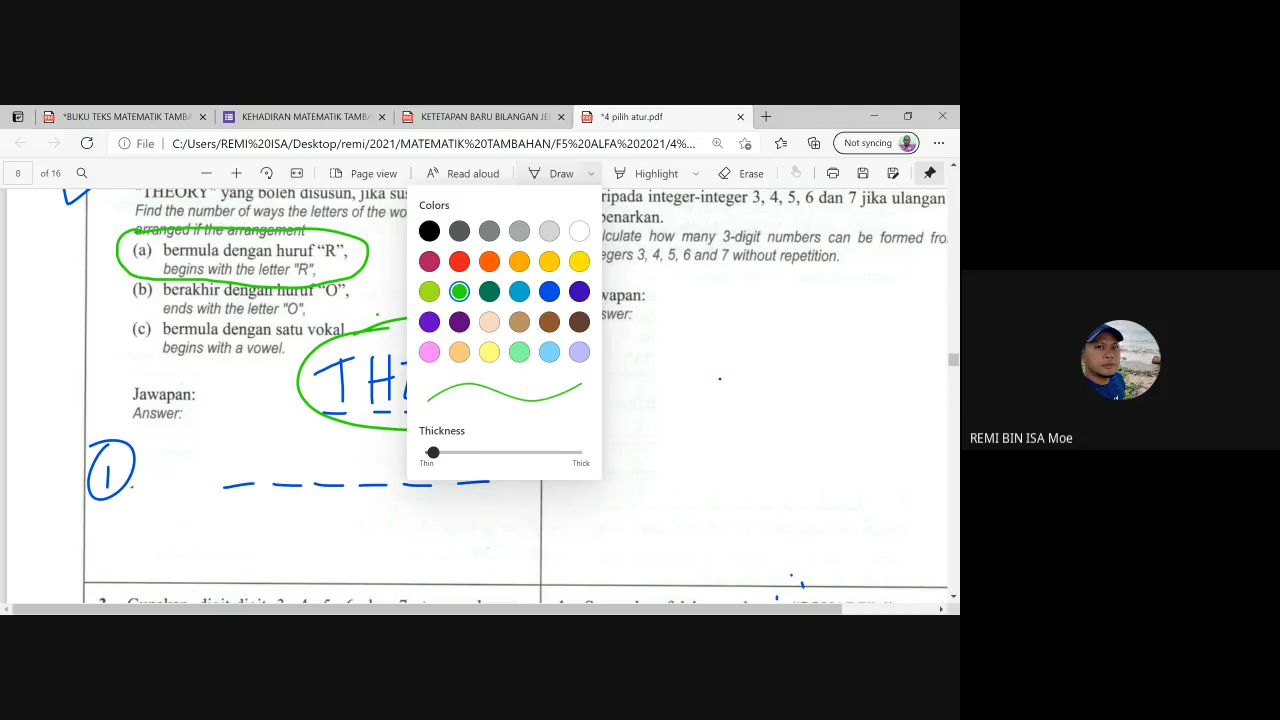 *BUKU TEKS MATEMATIK TAMBA
KEHADIRAN MATEMATIK TAMBA
KETETAPAN BARU BILANGAN JE
*4 pilih atur.pdf
File
C:/Users/REMI%20ISA/Desktop/remi/2021/MATEMATIK%20TAMBAHAN/F5%20ALFA%202021/4%...
Not syncing
8 of 16
Page view
Read aloud
Draw
Highlight
Erase
"THEORY" yang boleh disusun, jika sus
Find the number of ways the letters of the wo
arranged if the arrangement
(a) bermula dengan huruf "R",
begins with the letter "R",
(b) berakhir dengan huruf "O",
ends with the letter "O",
(c) bermula dengan satu vokal.
begins with a vowel.
Jawapan:
Answer:
T H
1
Colors
Thickness
Thin
Thick
ripada integer-integer 3, 4, 5, 6 dan 7 jika ulangan
benarkan.
lculate how many 3-digit numbers can be formed fro
egers 3, 4, 5, 6 and 7 without repetition.
wapan:
swer:
REMI BIN ISA Moe